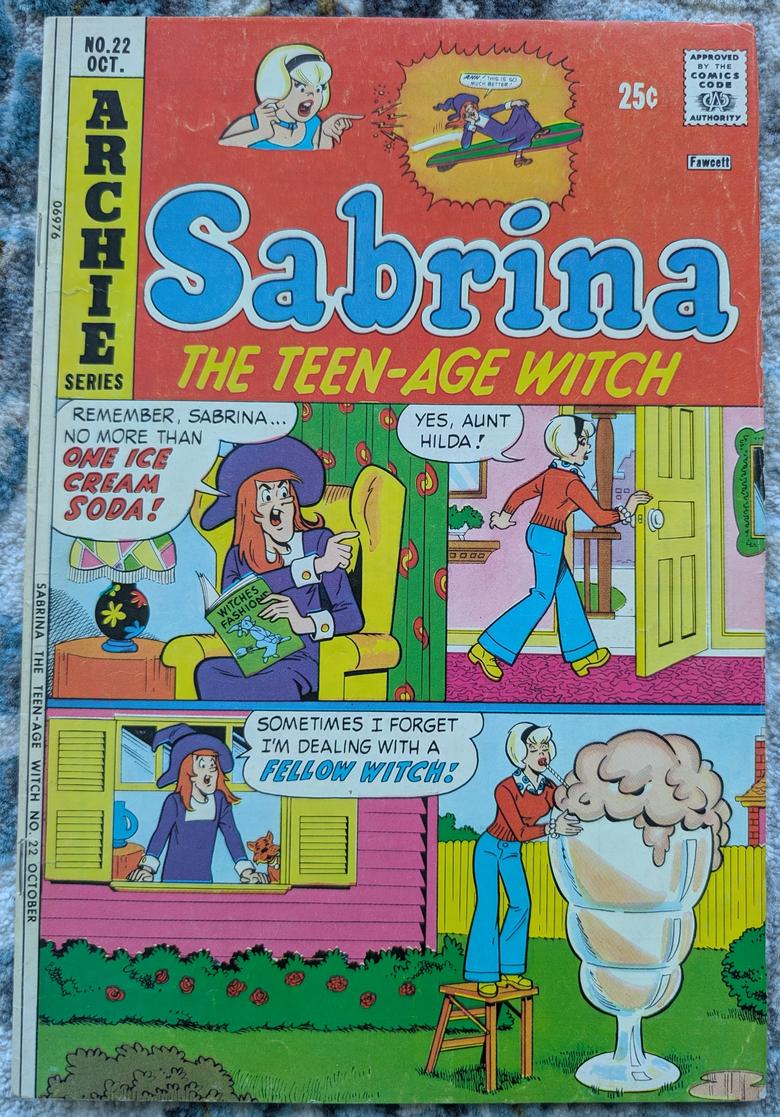 NO.22
OCT.
ARCHIE
SERIES
06976
AHH! THIS IS SO
MUCH BETTER!
25¢
APPROVED
BY THE
COMICS
CODE
CA
AUTHORITY
Fawcett
Sabrina
THE TEEN-AGE WITCH
REMEMBER, SABRINA...
NO MORE THAN
ONE ICE
CREAM
SODA!
WITCHES
FASHIONS
YES, AUNT
HILDA!
SOMETIMES I FORGET
I'M DEALING WITH A
FELLOW WITCH!
SABRINA THE TEEN-AGE WITCH NO. 22 OCTOBER